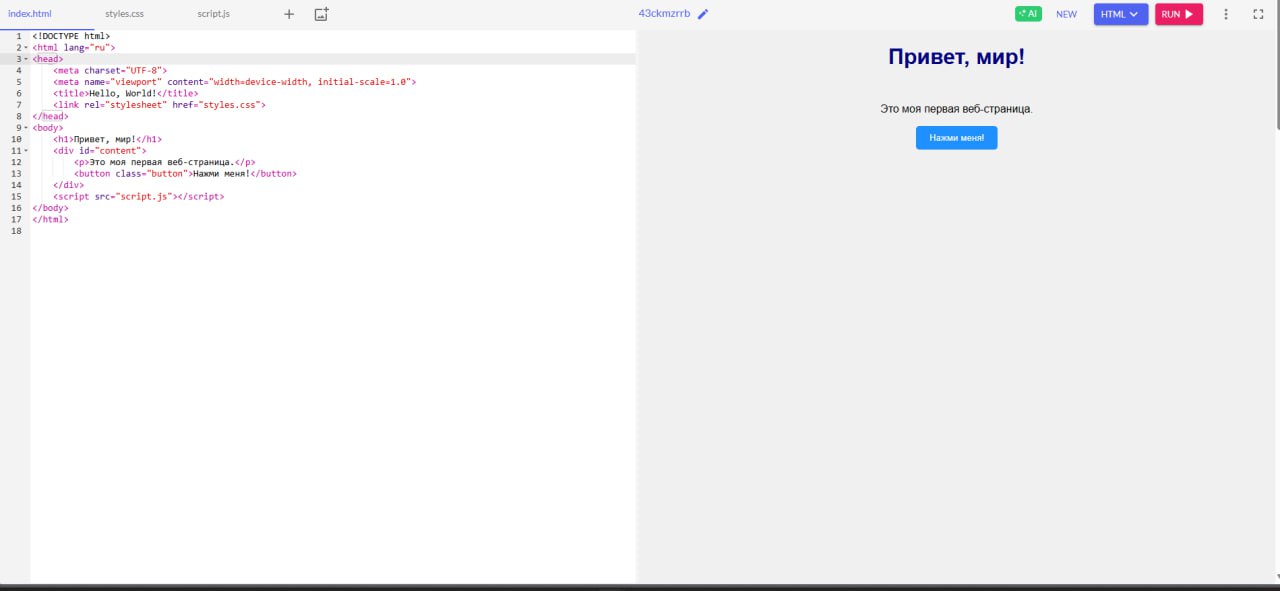 index.html styles.css script.js + 43ckmzrrb AI NEW HTML RUN
1 <!DOCTYPE html>
2 <html lang="ru">
3 <head>
4 <meta charset="UTF-8">
5 <meta name="viewport" content="width=device-width, initial-scale=1.0">
6 <title>Hello, World!</title>
7 <link rel="stylesheet" href="styles.css">
8 </head>
9 <body>
10 <h1>Привет, мир!</h1>
11 <div id="content">
12 <p>Это моя первая веб-страница.</p>
13 <button class="button">Нажми меня!</button>
14 </div>
15 <script src="script.js"></script>
16 </body>
17 </html>
18
Привет, мир!
Это моя первая веб-страница.
Нажми меня!